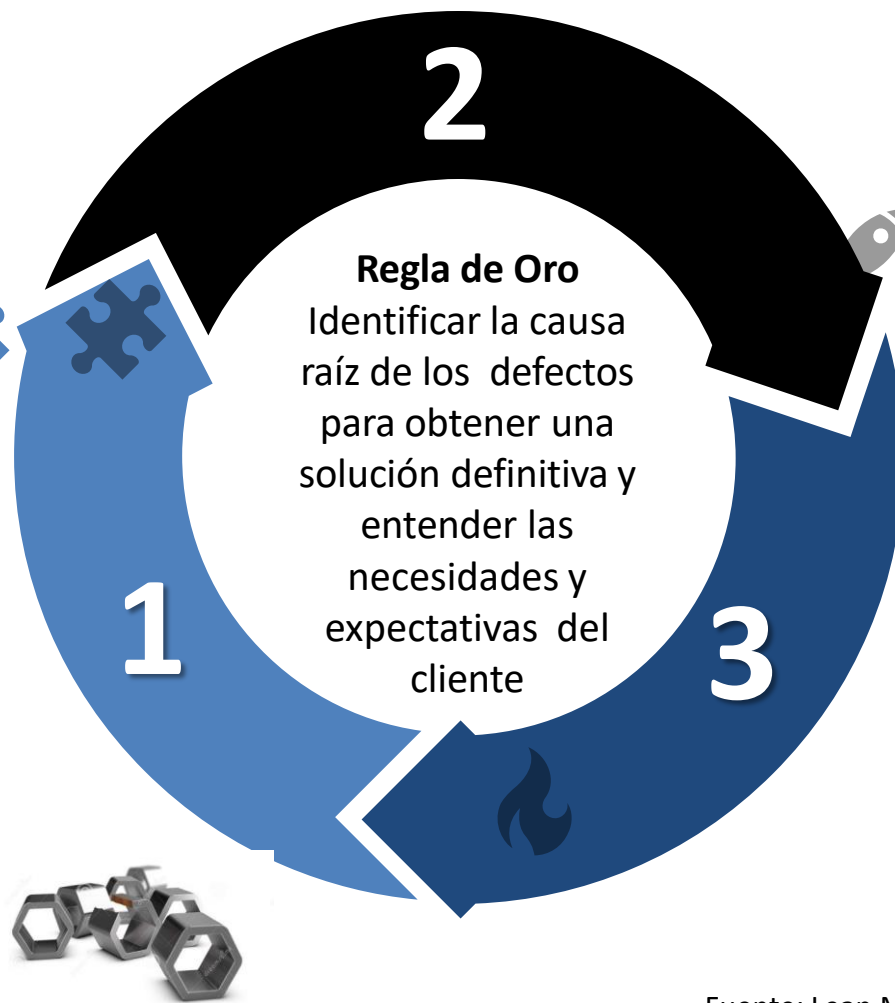 2
Regla de Oro
Identificar la causa
raíz de los  defectos
para obtener una
solución definitiva y
entender las
necesidades y
expectativas  del
cliente
1
3